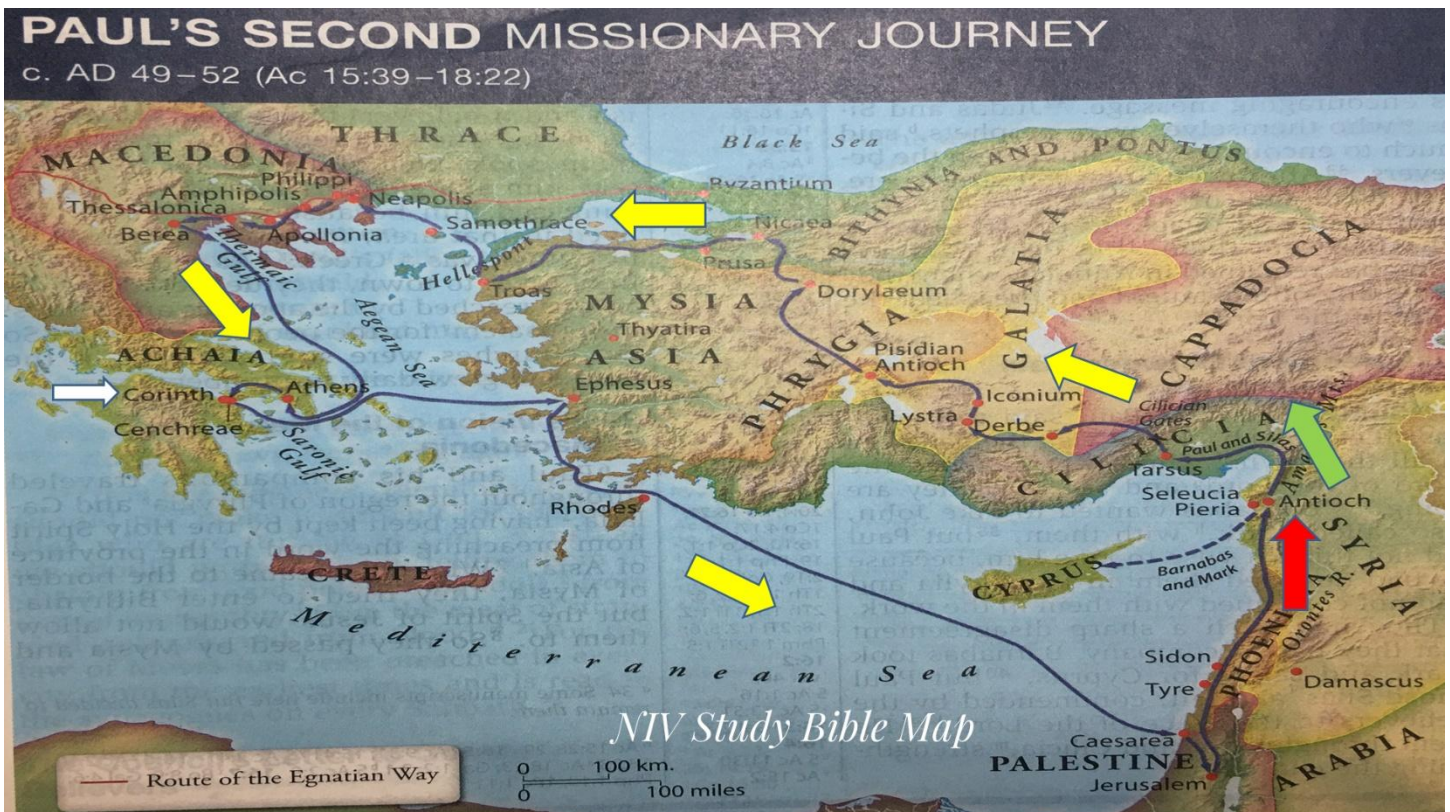 PAUL'S SECOND MISSIONARY JOURNEY
c. AD 49–52 (Ac 15:39–18:22)
THRACE
Black Sea
MACEDONIA
BITHYNIA AND PONTUS
Philippi
Amphipolis
Neapolis
Byzantium
Thessalonica
Samothrace
Nicaea
Berea
Apollonia
Thermaic
Gulf
Hellespont
Prusa
Troas
MYSIA
Dorylaeum
GALATIA
CAPPADOCIA
Aegean Sea
Thyatira
ASIA
PHRYGIA
Pisidian
Antioch
ACHAIA
Corinth
Athens
Ephesus
Iconium
Cilician
Gates
Lystra
Derbe
Cenchreae
Saronic
Gulf
CILICIA
Paul and Silas
Tarsus
Mts.
Seleucia
Pieria
Antioch
Rhodes
SYRIA
CRETE
CYPRUS
Barnabas
and Mark
PHOENICIA
Orontes R.
Mediterranean Sea
Sidon
Tyre
Damascus
NIV Study Bible Map
Caesarea
PALESTINE
Jerusalem
ARABIA
Route of the Egnatian Way
0 100 km.
0 100 miles